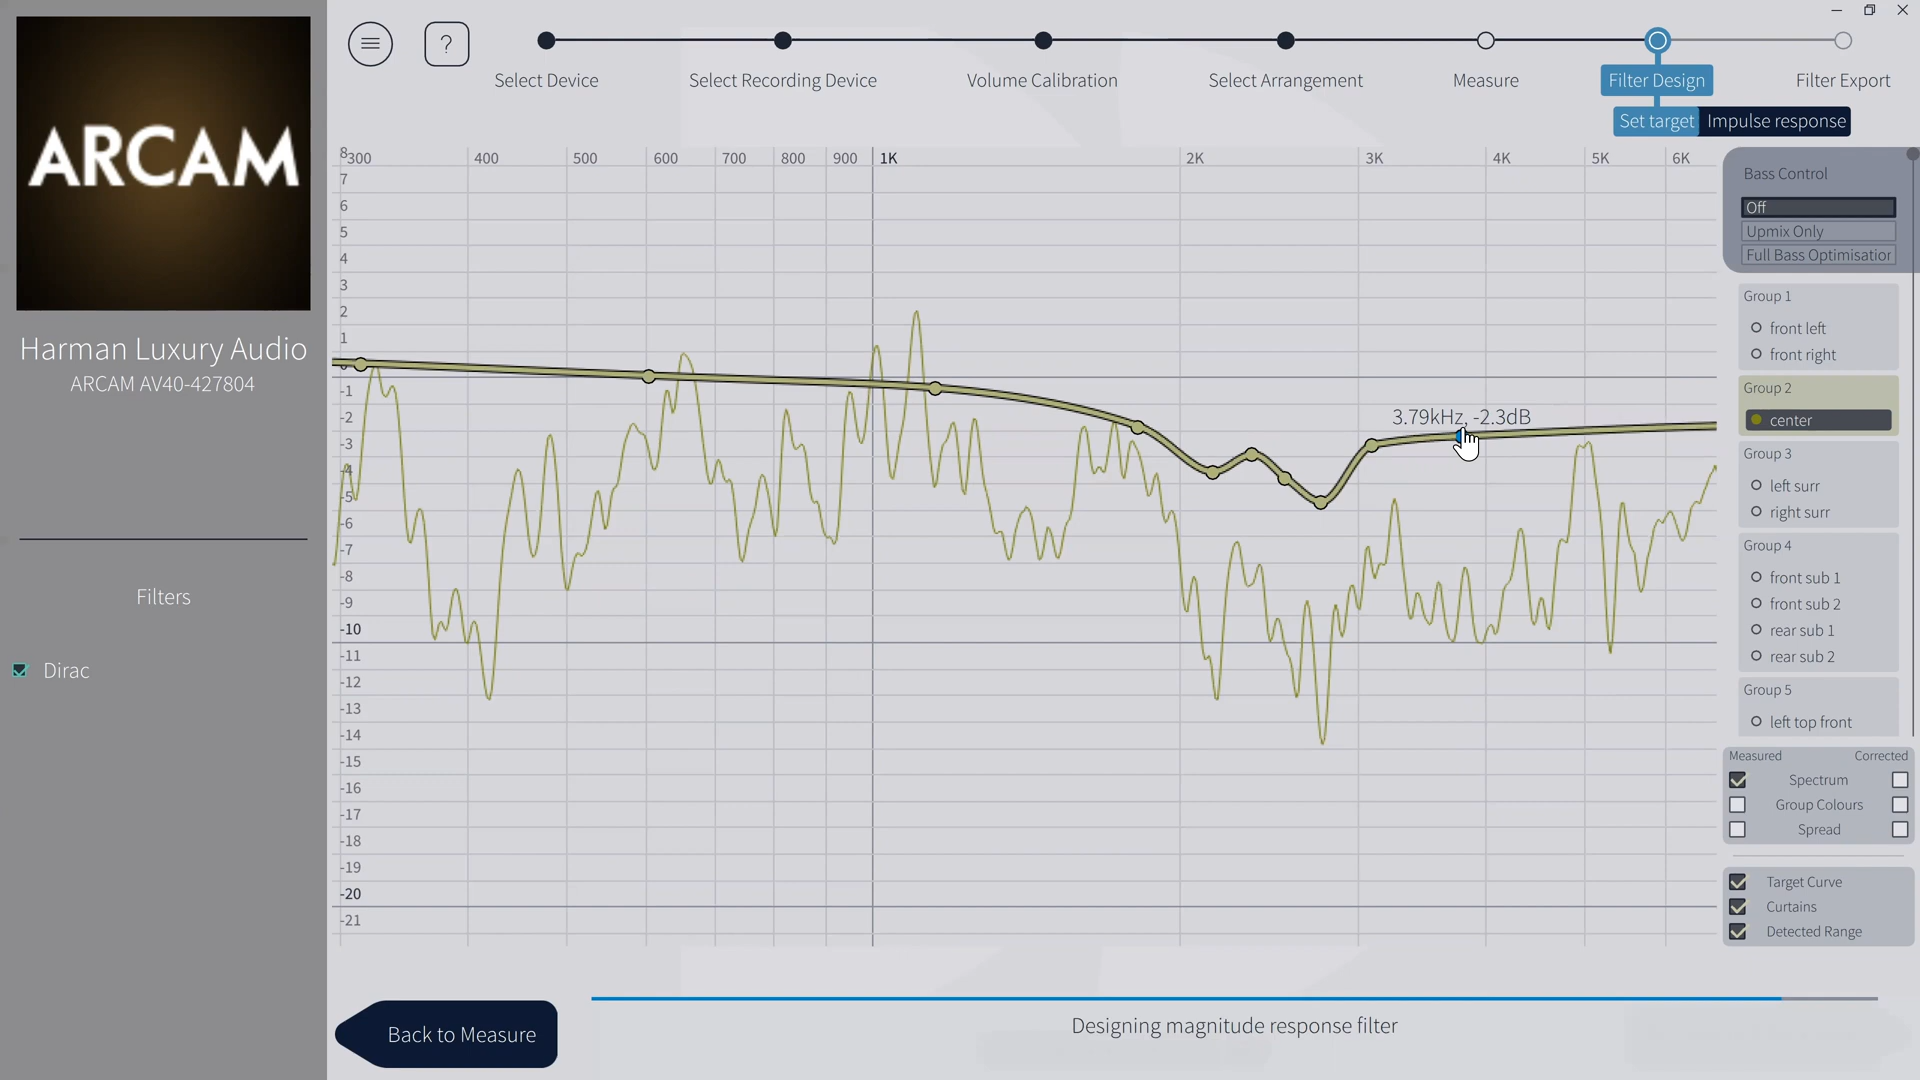 ARCAM
Harman Luxury Audio
ARCAM AV40-427804
Filters
Dirac
?
Select Device
Select Recording Device
Volume Calibration
Select Arrangement
Measure
Filter Design
Filter Export
Set target
Impulse response
300 400 500 600 700 800 900 1K 2K 3K 4K 5K 6K
8
7
6
5
4
3
2
1
-1
-2
-3
-4
-5
-6
-7
-8
-9
-10
-11
-12
-13
-14
-15
-16
-17
-18
-19
-20
-21
3.79kHz, -2.3dB
Bass Control
Off
Upmix Only
Full Bass Optimisation
Group 1
front left
front right
Group 2
center
Group 3
left surr
right surr
Group 4
front sub 1
front sub 2
rear sub 1
rear sub 2
Group 5
left top front
Measured Corrected
Spectrum
Group Colours
Spread
Target Curve
Curtains
Detected Range
Back to Measure
Designing magnitude response filter